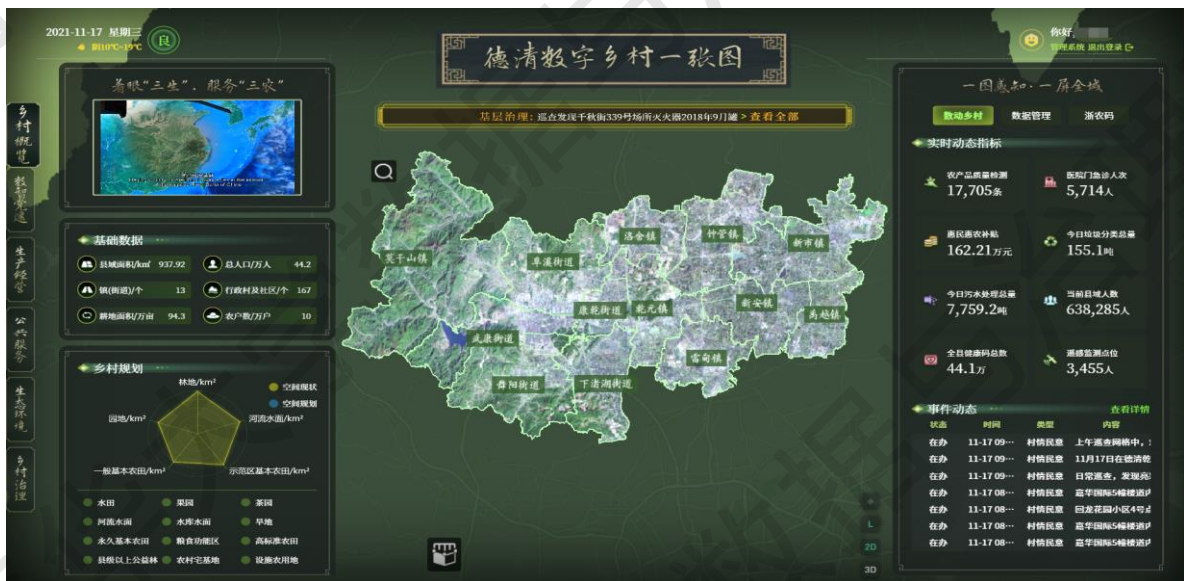 2021-11-17 星期三
阴10℃~19℃
良
德清数字乡村一张图
你好
管理系统 退出登录
乡村概览
生产经营
公共服务
生态环境
乡村治理
着眼“三生”，服务“三农”
基础数据
县域面积/km² 937.92
总人口/万人 44.2
镇(街道)/个 13
行政村及社区/个 167
耕地面积/万亩 94.3
农户数/万户 10
乡村规划
林地/km²
空间现状
空间规划
园地/km²
河流水面/km²
一般基本农田/km²
示范区基本农田/km²
水田 果园 茶园
河流水面 水库水面 旱地
永久基本农田 粮食功能区 高标准农田
县级以上公益林 农村宅基地 设施农用地
基层治理：巡查发现千秋街339号场所灭火器2018年9月罐 > 查看全部
莫干山镇
阜溪街道
洛舍镇
钟管镇
新市镇
康乾街道
乾元镇
新安镇
禹越镇
武康街道
雷甸镇
舞阳街道
下渚湖街道
L
2D
3D
一图感知·一屏全域
数动乡村 数据管理 浙农码
实时动态指标
农产品质量检测
17,705条
医院门急诊人次
5,714人
惠民惠农补贴
162.21万元
今日垃圾分类总量
155.1吨
今日污水处理总量
7,759.2吨
当前县域人数
638,285人
全县健康码总数
44.1万
遥感监测点位
3,455人
事件动态
查看详情
状态 时间 类型 内容
在办 11-17 09··· 村情民意 上午巡查网格中，
在办 11-17 09··· 村情民意 11月17日在德清乾
在办 11-17 09··· 村情民意 日常巡查，发现亮
在办 11-17 08··· 村情民意 嘉华国际5幢楼道内
在办 11-17 08··· 村情民意 回龙花园小区4号
在办 11-17 08··· 村情民意 嘉华国际5幢楼道内
在办 11-17 08··· 村情民意 嘉华国际5幢楼道内